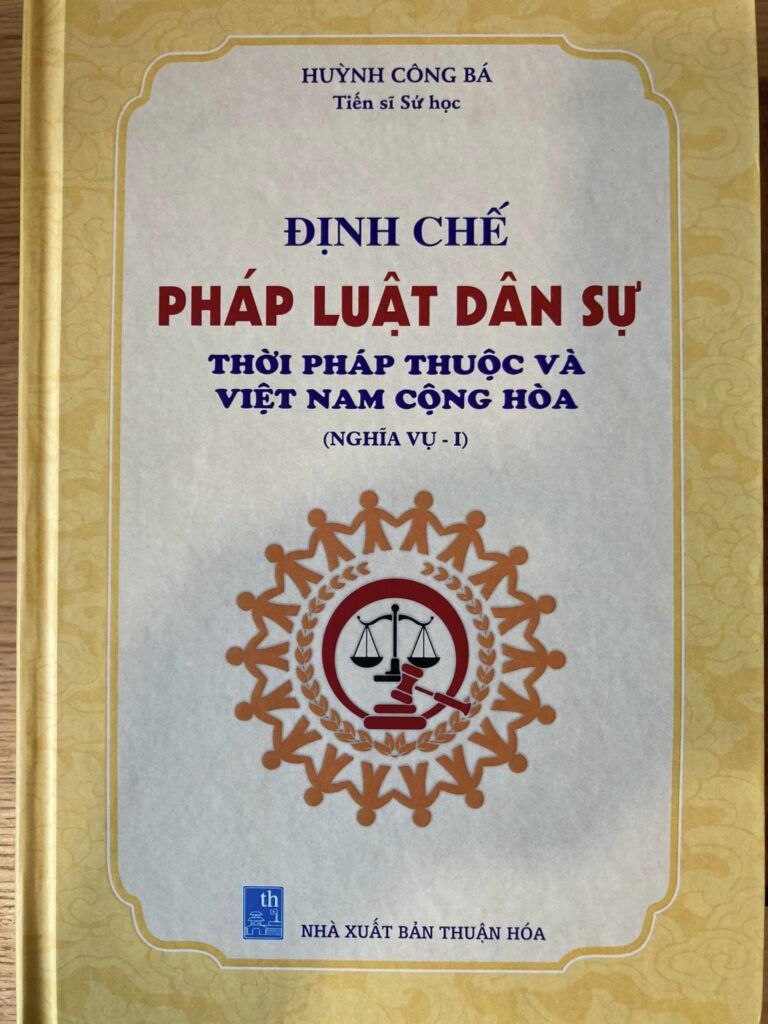 HUỲNH CÔNG BÁ
Tiến sĩ Sử học
ĐỊNH CHẾ
PHÁP LUẬT DÂN SỰ
THỜI PHÁP THUỘC VÀ
VIỆT NAM CỘNG HÒA
(NGHĨA VỤ - I)
th
NHÀ XUẤT BẢN THUẬN HÓA